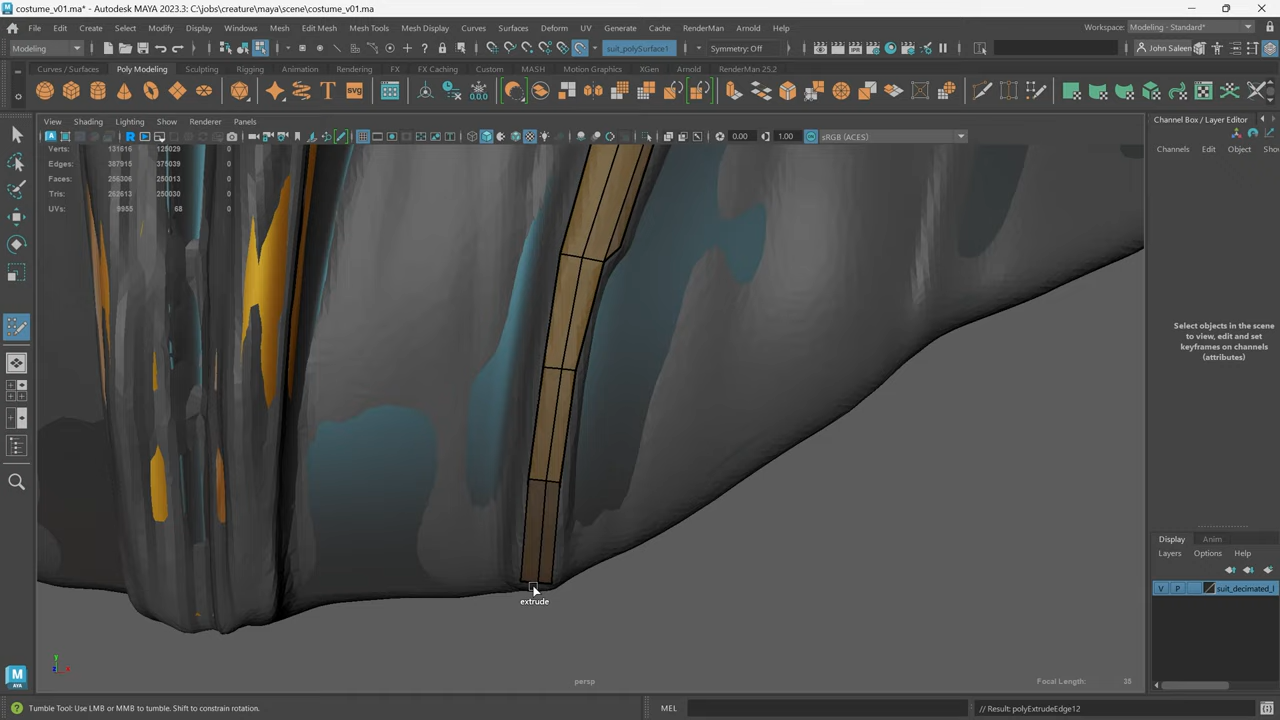 costume_v01.ma* - Autodesk MAYA 2023.3: C:\jobs\creature\maya\scene\costume_v01.ma
File Edit Create Select Modify Display Windows Mesh Edit Mesh Mesh Tools Mesh Display Curves Surfaces Deform UV Generate Cache RenderMan Arnold Help
Workspace: Modeling - Standard*
Modeling
suit_polySurface1
Symmetry: Off
John Saleen
Curves / Surfaces Poly Modeling Sculpting Rigging Animation Rendering FX FX Caching Custom MASH Motion Graphics XGen Arnold RenderMan 25.2
SVG
0,0,0
View Shading Lighting Show Renderer Panels
Channel Box / Layer Editor
0.00
1.00
sRGB (ACES)
Channels Edit Object Sho
Verts: 131616 125029 0
Edges: 387915 375039 0
Faces: 256306 250013 0
Tris: 262613 250030 0
UVs: 9955 68 0
Select objects in the scene
to view, edit and set
keyframes on channels
(attributes)
Display Anim
Layers Options Help
V P suit_decimated_l
extrude
persp
Focal Length: 35
Tumble Tool: Use LMB or MMB to tumble. Shift to constrain rotation.
MEL
// Result: polyExtrudeEdge12